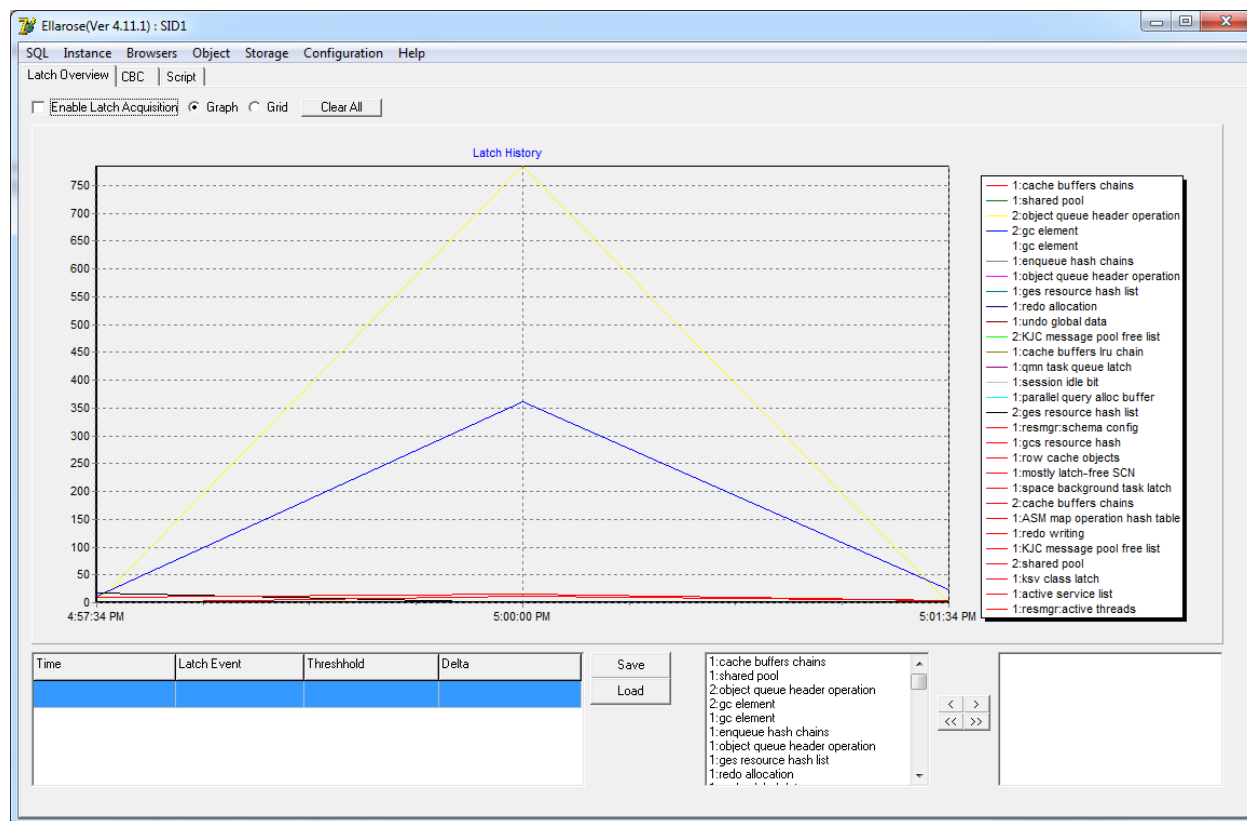 Ellarose(Ver 4.11.1) : SID1
SQL Instance Browsers Object Storage Configuration Help
Latch Overview CBC Script
Enable Latch Acquisition Graph Grid Clear All
Latch History
750
700
650
600
550
500
450
400
350
300
250
200
150
100
50
0
4:57:34 PM 5:00:00 PM 5:01:34 PM
1:cache buffers chains
1:shared pool
2:object queue header operation
2:gc element
1:gc element
1:enqueue hash chains
1:object queue header operation
1:ges resource hash list
1:redo allocation
1:undo global data
2:KJC message pool free list
1:cache buffers lru chain
1:qmn task queue latch
1:session idle bit
1:parallel query alloc buffer
2:ges resource hash list
1:resmgr:schema config
1:gcs resource hash
1:row cache objects
1:mostly latch-free SCN
1:space background task latch
2:cache buffers chains
1:ASM map operation hash table
1:redo writing
1:KJC message pool free list
2:shared pool
1:ksv class latch
1:active service list
1:resmgr:active threads
Time Latch Event Threshhold Delta
Save
Load
1:cache buffers chains
1:shared pool
2:object queue header operation
2:gc element
1:gc element
1:enqueue hash chains
1:object queue header operation
1:ges resource hash list
1:redo allocation
< >
<< >>